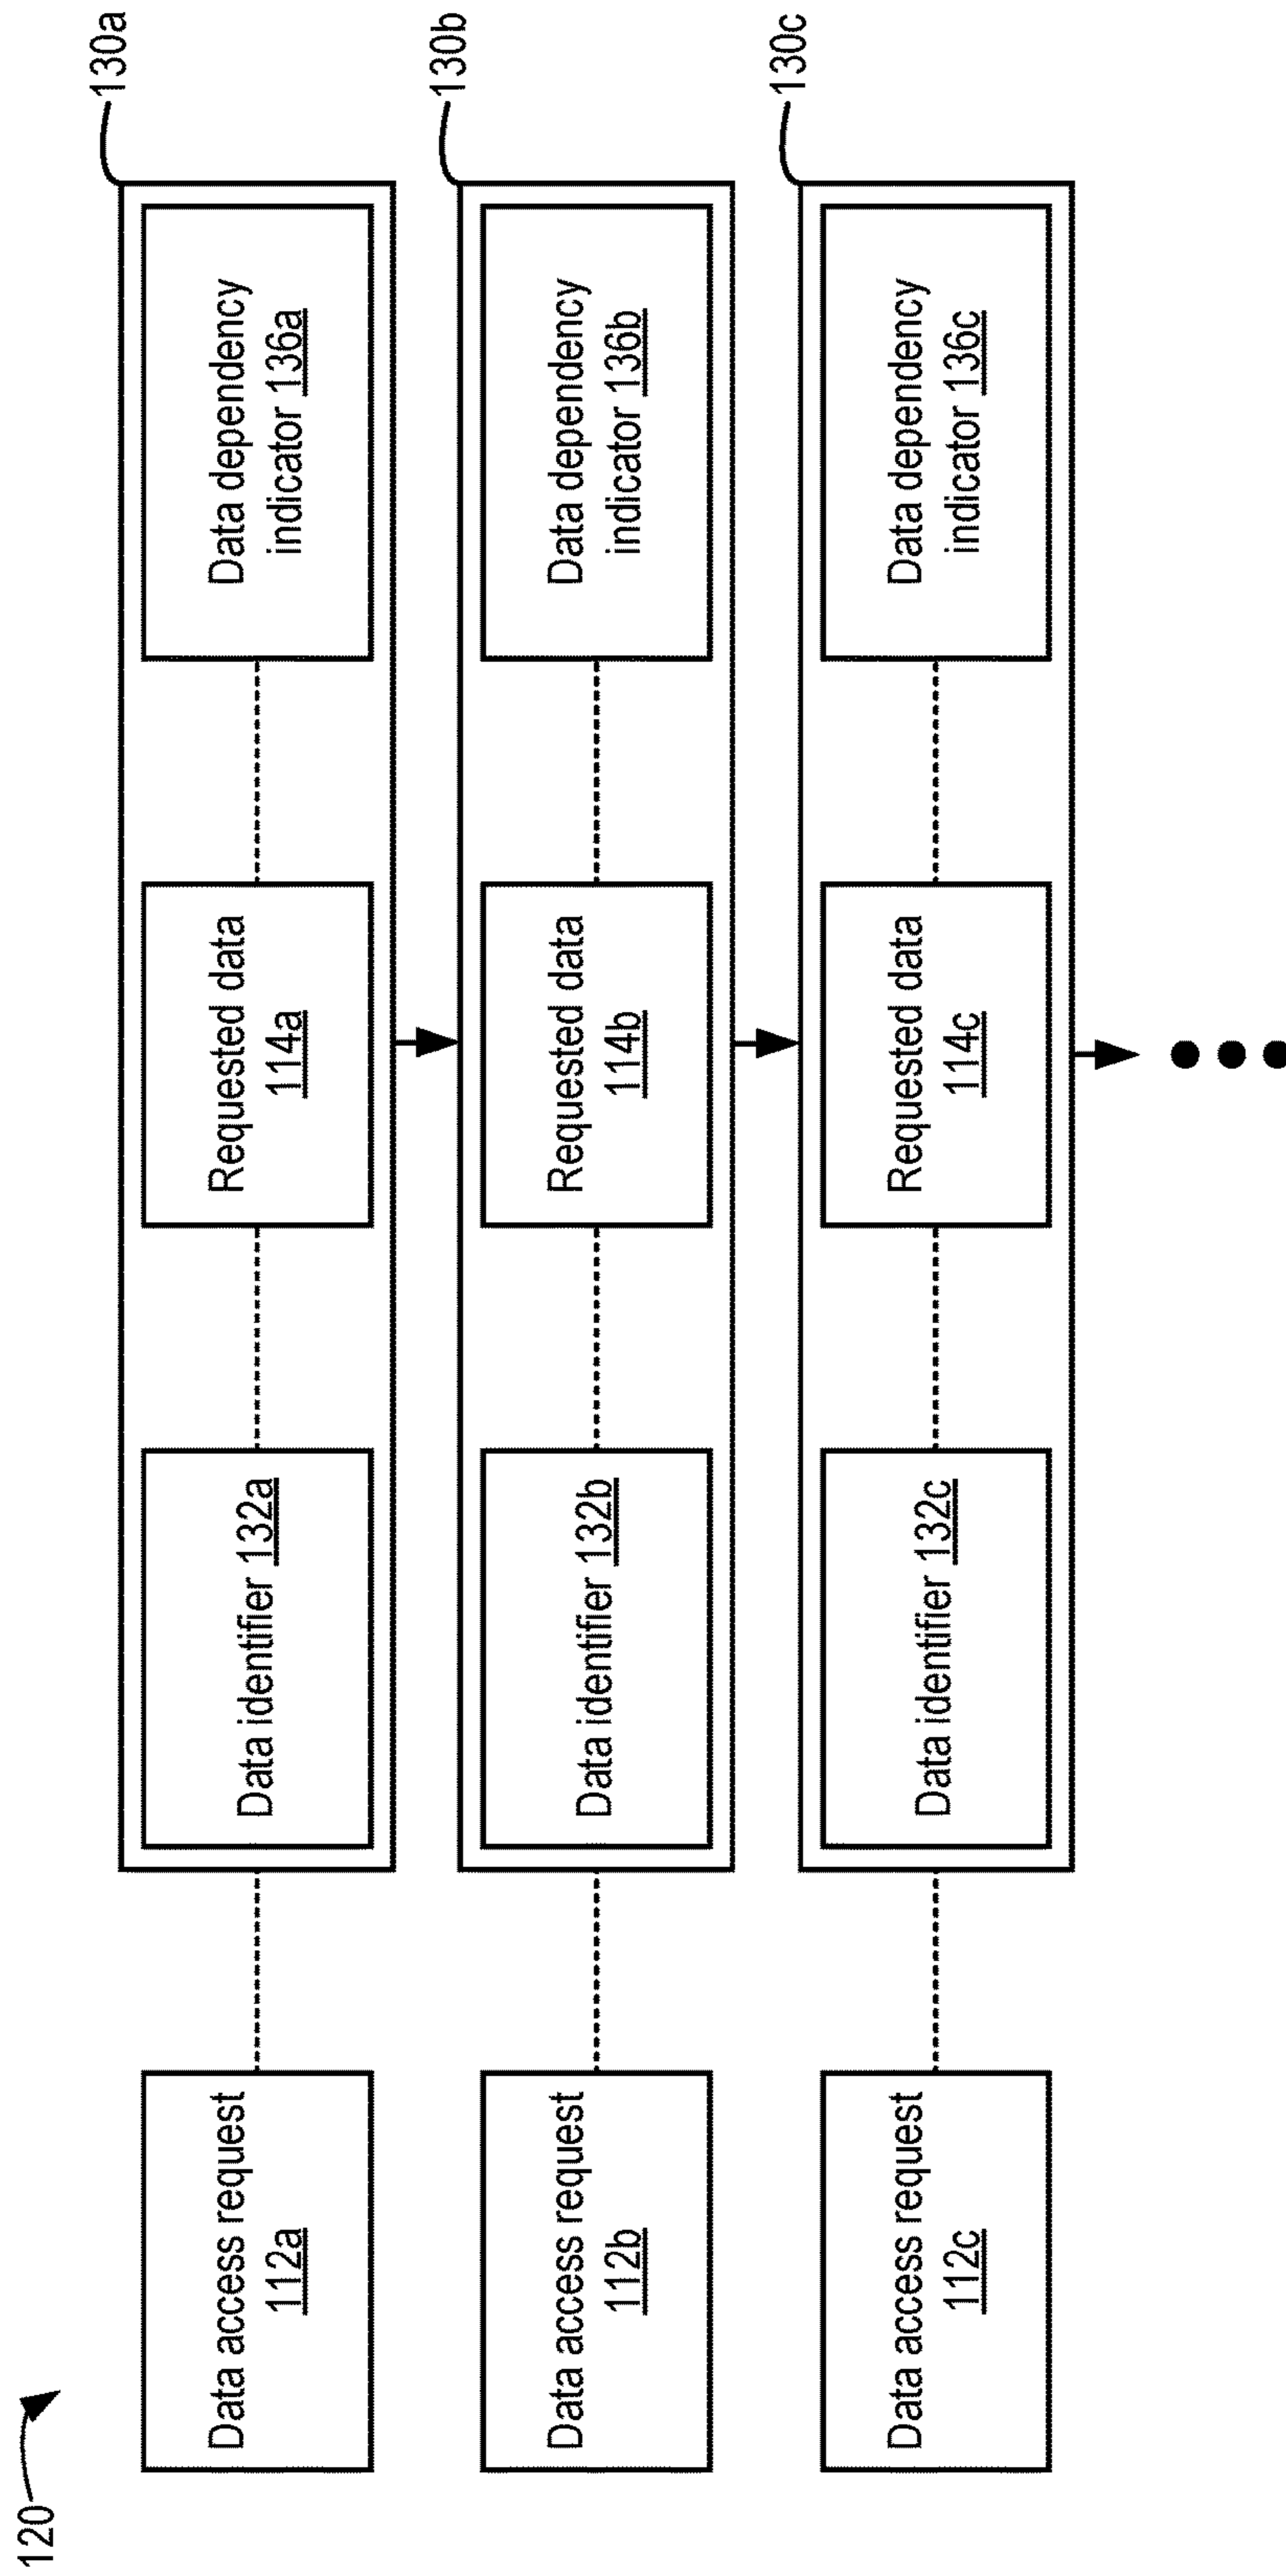 120
130a
Data access request
112a
Data identifier 132a
Requested data
114a
Data dependency
indicator 136a
130b
Data access request
112b
Data identifier 132b
Requested data
114b
Data dependency
indicator 136b
130c
Data access request
112c
Data identifier 132c
Requested data
114c
Data dependency
indicator 136c